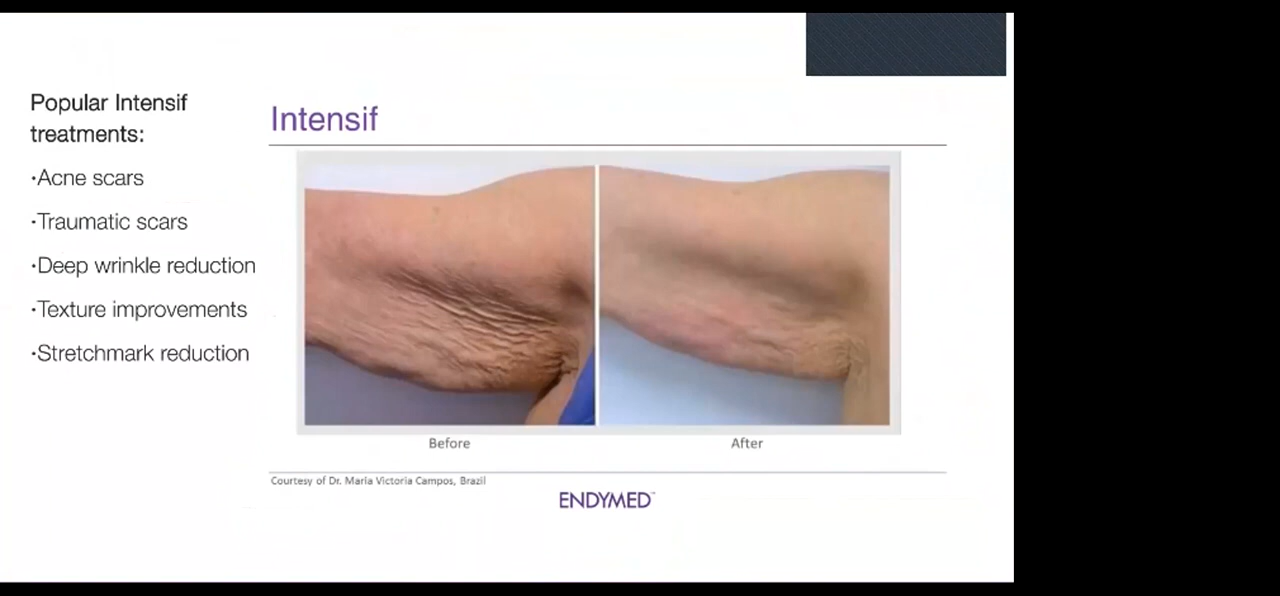 Popular Intensif
treatments:
·Acne scars
·Traumatic scars
·Deep wrinkle reduction
·Texture improvements
·Stretchmark reduction
Intensif
Before
After
Courtesy of Dr. Maria Victoria Campos, Brazil
ENDYMED™